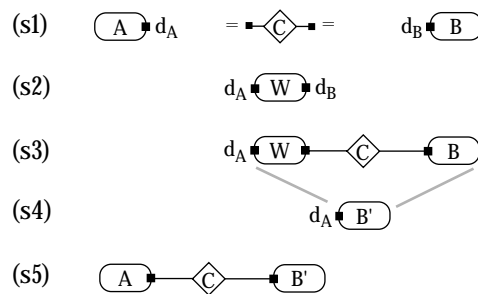 (s1) A d_A = C = d_B B
(s2) d_A W d_B
(s3) d_A W C B
(s4) d_A B'
(s5) A C B'